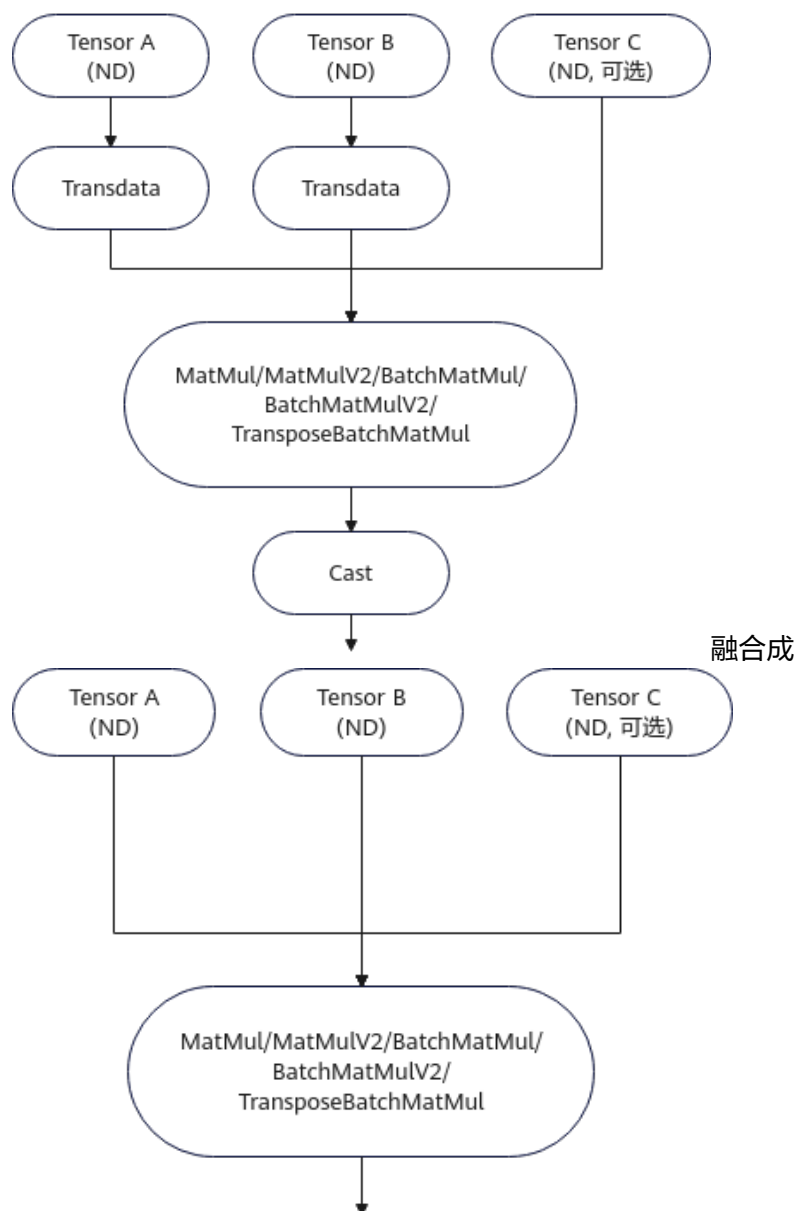 Tensor A
(ND)
Tensor B
(ND)
Tensor C
(ND, 可选)
Transdata
Transdata
MatMul/MatMulV2/BatchMatMul/
BatchMatMulV2/
TransposeBatchMatMul
Cast
融合成
Tensor A
(ND)
Tensor B
(ND)
Tensor C
(ND, 可选)
MatMul/MatMulV2/BatchMatMul/
BatchMatMulV2/
TransposeBatchMatMul